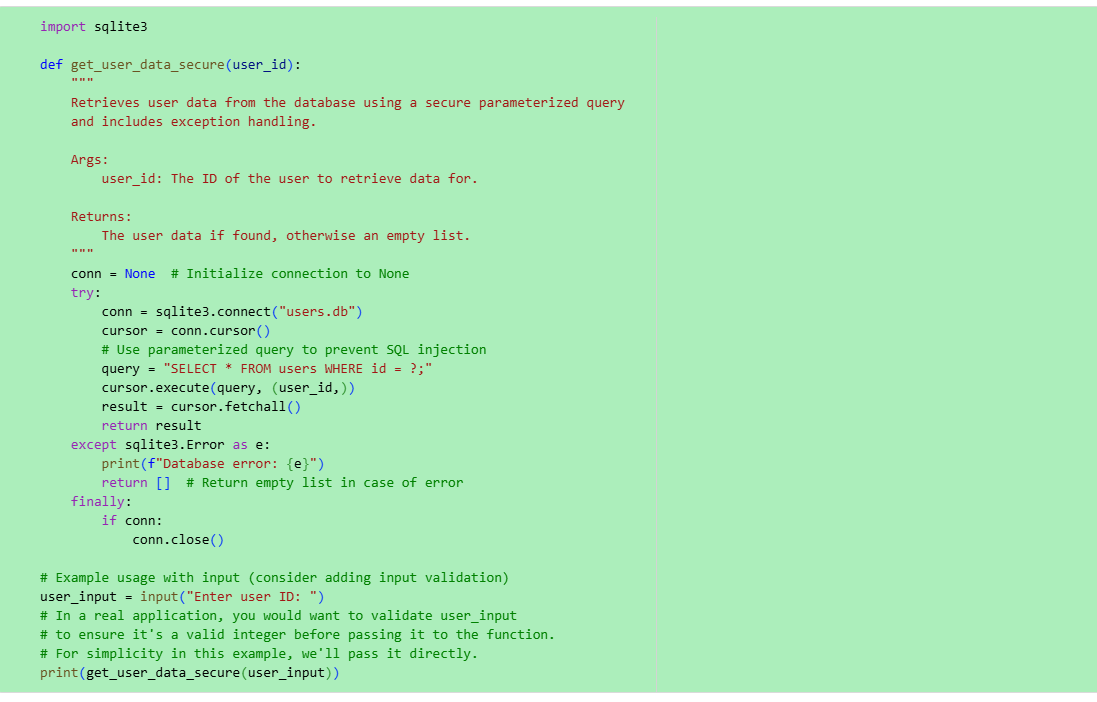 import sqlite3
def get_user_data_secure(user_id):
"""
Retrieves user data from the database using a secure parameterized query
and includes exception handling.
Args:
user_id: The ID of the user to retrieve data for.
Returns:
The user data if found, otherwise an empty list.
"""
conn = None  # Initialize connection to None
try:
conn = sqlite3.connect("users.db")
cursor = conn.cursor()
# Use parameterized query to prevent SQL injection
query = "SELECT * FROM users WHERE id = ?;"
cursor.execute(query, (user_id,))
result = cursor.fetchall()
return result
except sqlite3.Error as e:
print(f"Database error: {e}")
return []  # Return empty list in case of error
finally:
if conn:
conn.close()
# Example usage with input (consider adding input validation)
user_input = input("Enter user ID: ")
# In a real application, you would want to validate user_input
# to ensure it's a valid integer before passing it to the function.
# For simplicity in this example, we'll pass it directly.
print(get_user_data_secure(user_input))